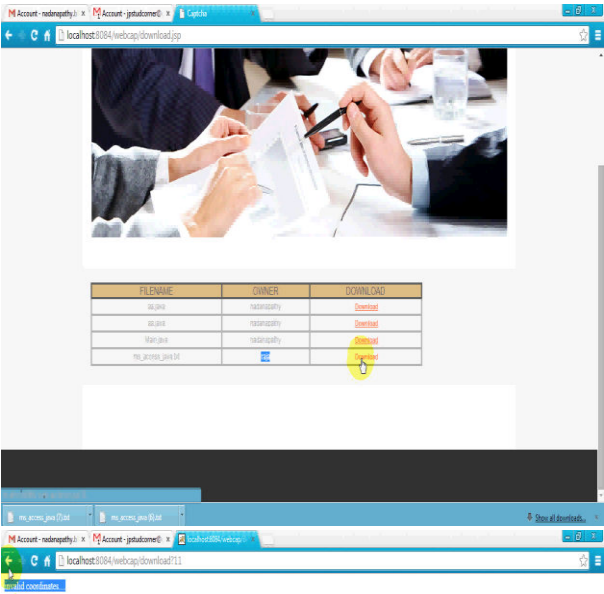 Account - nadanapathy.b × Account - jpstudcorner@ × Captcha
localhost:8084/webcap/download.jsp
FILENAME OWNER DOWNLOAD
aa.java nadanapathy Download
aa.java nadanapathy Download
Main.java nadanapathy Download
ms_access_java.txt Download
ms_access_java (7).txt ms_access_java (6).txt Show all downloads...
Account - nadanapathy.b × Account - jpstudcorner@ × localhost:8084/webcap
localhost:8084/webcap/download?11
invalid coordinates.